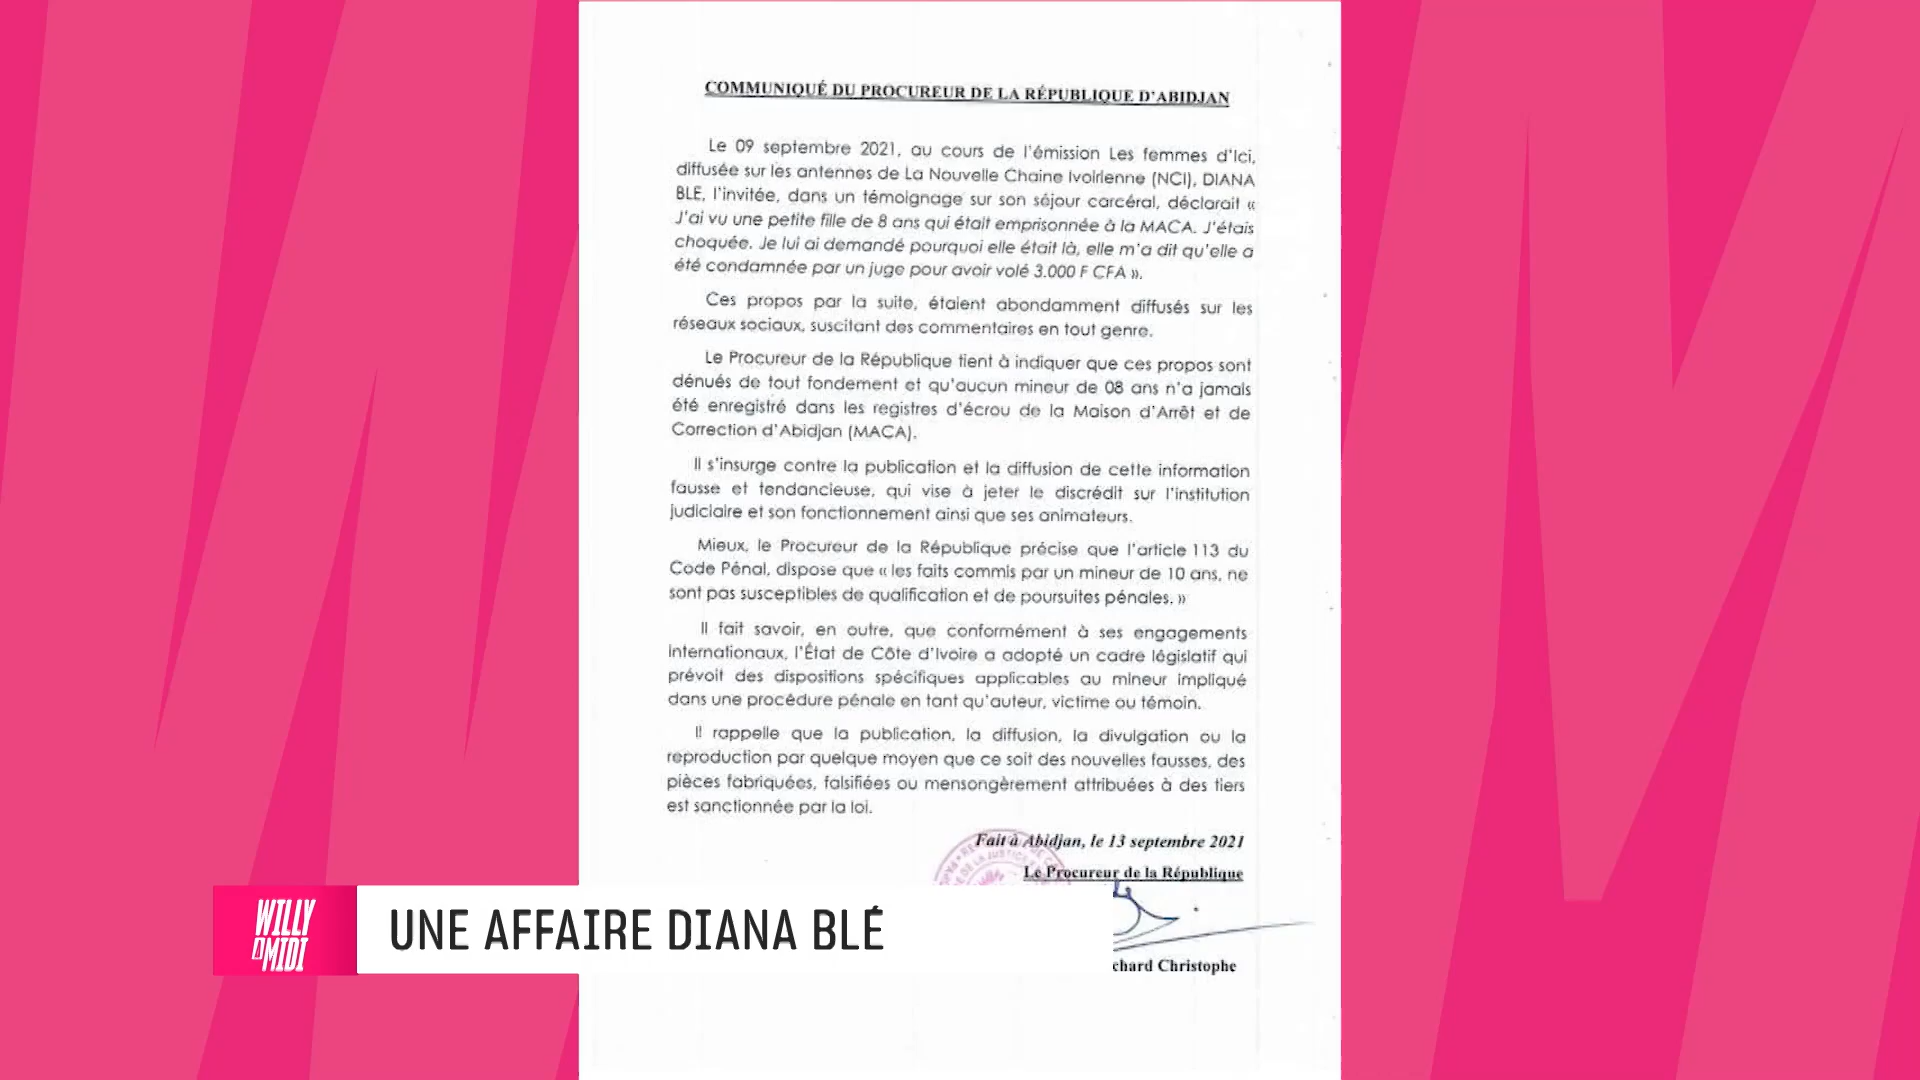 COMMUNIQUÉ DU PROCUREUR DE LA RÉPUBLIQUE D'ABIDJAN
Le 09 septembre 2021, au cours de l'émission Les femmes d'Ici,
diffusée sur les antennes de La Nouvelle Chaine Ivoirienne (NCI), DIANA
BLE, l'invitée, dans un témoignage sur son séjour carcéral, déclarait «
J'ai vu une petite fille de 8 ans qui était emprisonnée à la MACA. J'étais
choquée. Je lui ai demandé pourquoi elle était là, elle m'a dit qu'elle a
été condamnée par un juge pour avoir volé 3.000 F CFA ».
Ces propos par la suite, étaient abondamment diffusés sur les
réseaux sociaux, suscitant des commentaires en tout genre.
Le Procureur de la République tient à indiquer que ces propos sont
dénués de tout fondement et qu'aucun mineur de 08 ans n'a jamais
été enregistré dans les registres d'écrou de la Maison d'Arrêt et de
Correction d'Abidjan (MACA).
Il s'insurge contre la publication et la diffusion de cette information
fausse et tendancieuse, qui vise à jeter le discrédit sur l'institution
judiciaire et son fonctionnement ainsi que ses animateurs.
Mieux, le Procureur de la République précise que l'article 113 du
Code Pénal, dispose que « les faits commis par un mineur de 10 ans, ne
sont pas susceptibles de qualification et de poursuites pénales. »
Il fait savoir, en outre, que conformément à ses engagements
internationaux, l'État de Côte d'Ivoire a adopté un cadre législatif qui
prévoit des dispositions spécifiques applicables au mineur impliqué
dans une procédure pénale en tant qu'auteur, victime ou témoin.
Il rappelle que la publication, la diffusion, la divulgation ou la
reproduction par quelque moyen que ce soit des nouvelles fausses, des
pièces fabriquées, falsifiées ou mensongèrement attribuées à des tiers
est sanctionnée par la loi.
Fait à Abidjan, le 13 septembre 2021
Le Procureur de la République
chard Christophe
WILLY
À MIDI
UNE AFFAIRE DIANA BLÉ